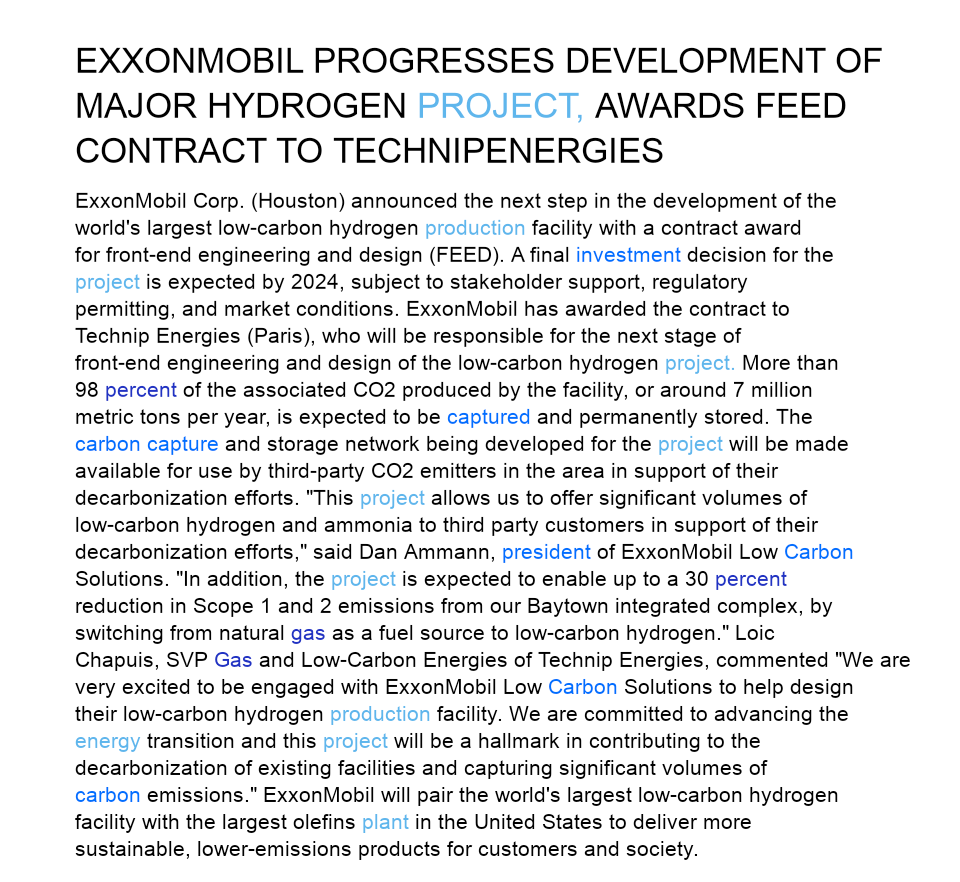 EXXONMOBIL PROGRESSES DEVELOPMENT OF
MAJOR HYDROGEN PROJECT, AWARDS FEED
CONTRACT TO TECHNIPENERGIES
ExxonMobil Corp. (Houston) announced the next step in the development of the
world's largest low-carbon hydrogen production facility with a contract award
for front-end engineering and design (FEED). A final investment decision for the
project is expected by 2024, subject to stakeholder support, regulatory
permitting, and market conditions. ExxonMobil has awarded the contract to
Technip Energies (Paris), who will be responsible for the next stage of
front-end engineering and design of the low-carbon hydrogen project. More than
98 percent of the associated CO2 produced by the facility, or around 7 million
metric tons per year, is expected to be captured and permanently stored. The
carbon capture and storage network being developed for the project will be made
available for use by third-party CO2 emitters in the area in support of their
decarbonization efforts. "This project allows us to offer significant volumes of
low-carbon hydrogen and ammonia to third party customers in support of their
decarbonization efforts," said Dan Ammann, president of ExxonMobil Low Carbon
Solutions. "In addition, the project is expected to enable up to a 30 percent
reduction in Scope 1 and 2 emissions from our Baytown integrated complex, by
switching from natural gas as a fuel source to low-carbon hydrogen." Loic
Chapuis, SVP Gas and Low-Carbon Energies of Technip Energies, commented "We are
very excited to be engaged with ExxonMobil Low Carbon Solutions to help design
their low-carbon hydrogen production facility. We are committed to advancing the
energy transition and this project will be a hallmark in contributing to the
decarbonization of existing facilities and capturing significant volumes of
carbon emissions." ExxonMobil will pair the world's largest low-carbon hydrogen
facility with the largest olefins plant in the United States to deliver more
sustainable, lower-emissions products for customers and society.